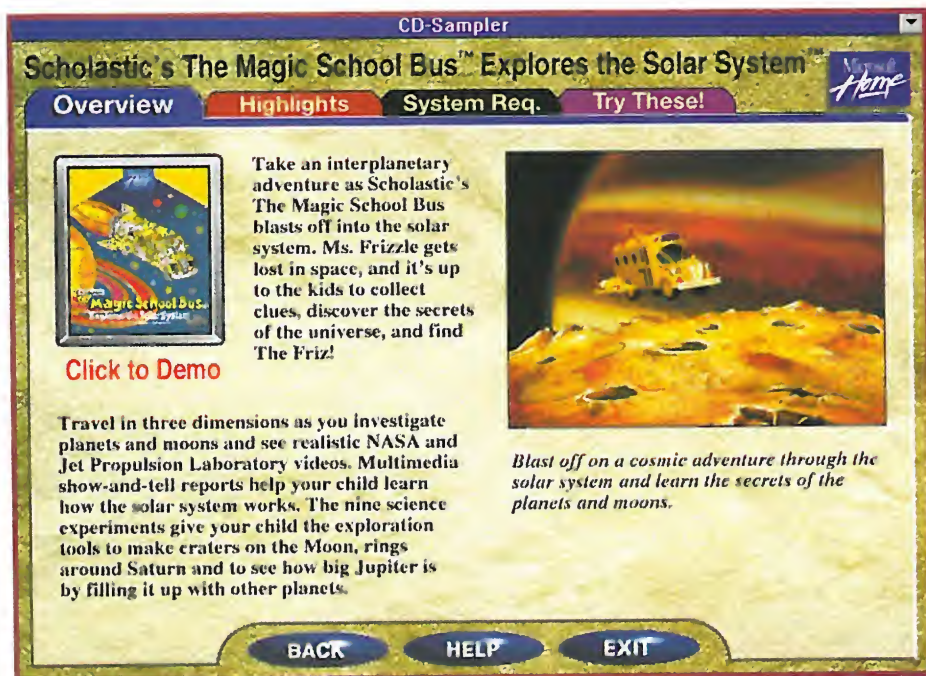 CD-Sampler
Scholastic's The Magic School Bus™ Explores the Solar System™
Microsoft
Home
Overview
Highlights
System Req.
Try These!
Magic School Bus
Explores the Solar System
Click to Demo
Take an interplanetary
adventure as Scholastic's
The Magic School Bus
blasts off into the solar
system. Ms. Frizzle gets
lost in space, and it's up
to the kids to collect
clues, discover the secrets
of the universe, and find
The Friz!
Travel in three dimensions as you investigate
planets and moons and see realistic NASA and
Jet Propulsion Laboratory videos. Multimedia
show-and-tell reports help your child learn
how the solar system works. The nine science
experiments give your child the exploration
tools to make craters on the Moon, rings
around Saturn and to see how big Jupiter is
by filling it up with other planets.
Blast off on a cosmic adventure through the
solar system and learn the secrets of the
planets and moons.
BACK
HELP
EXIT